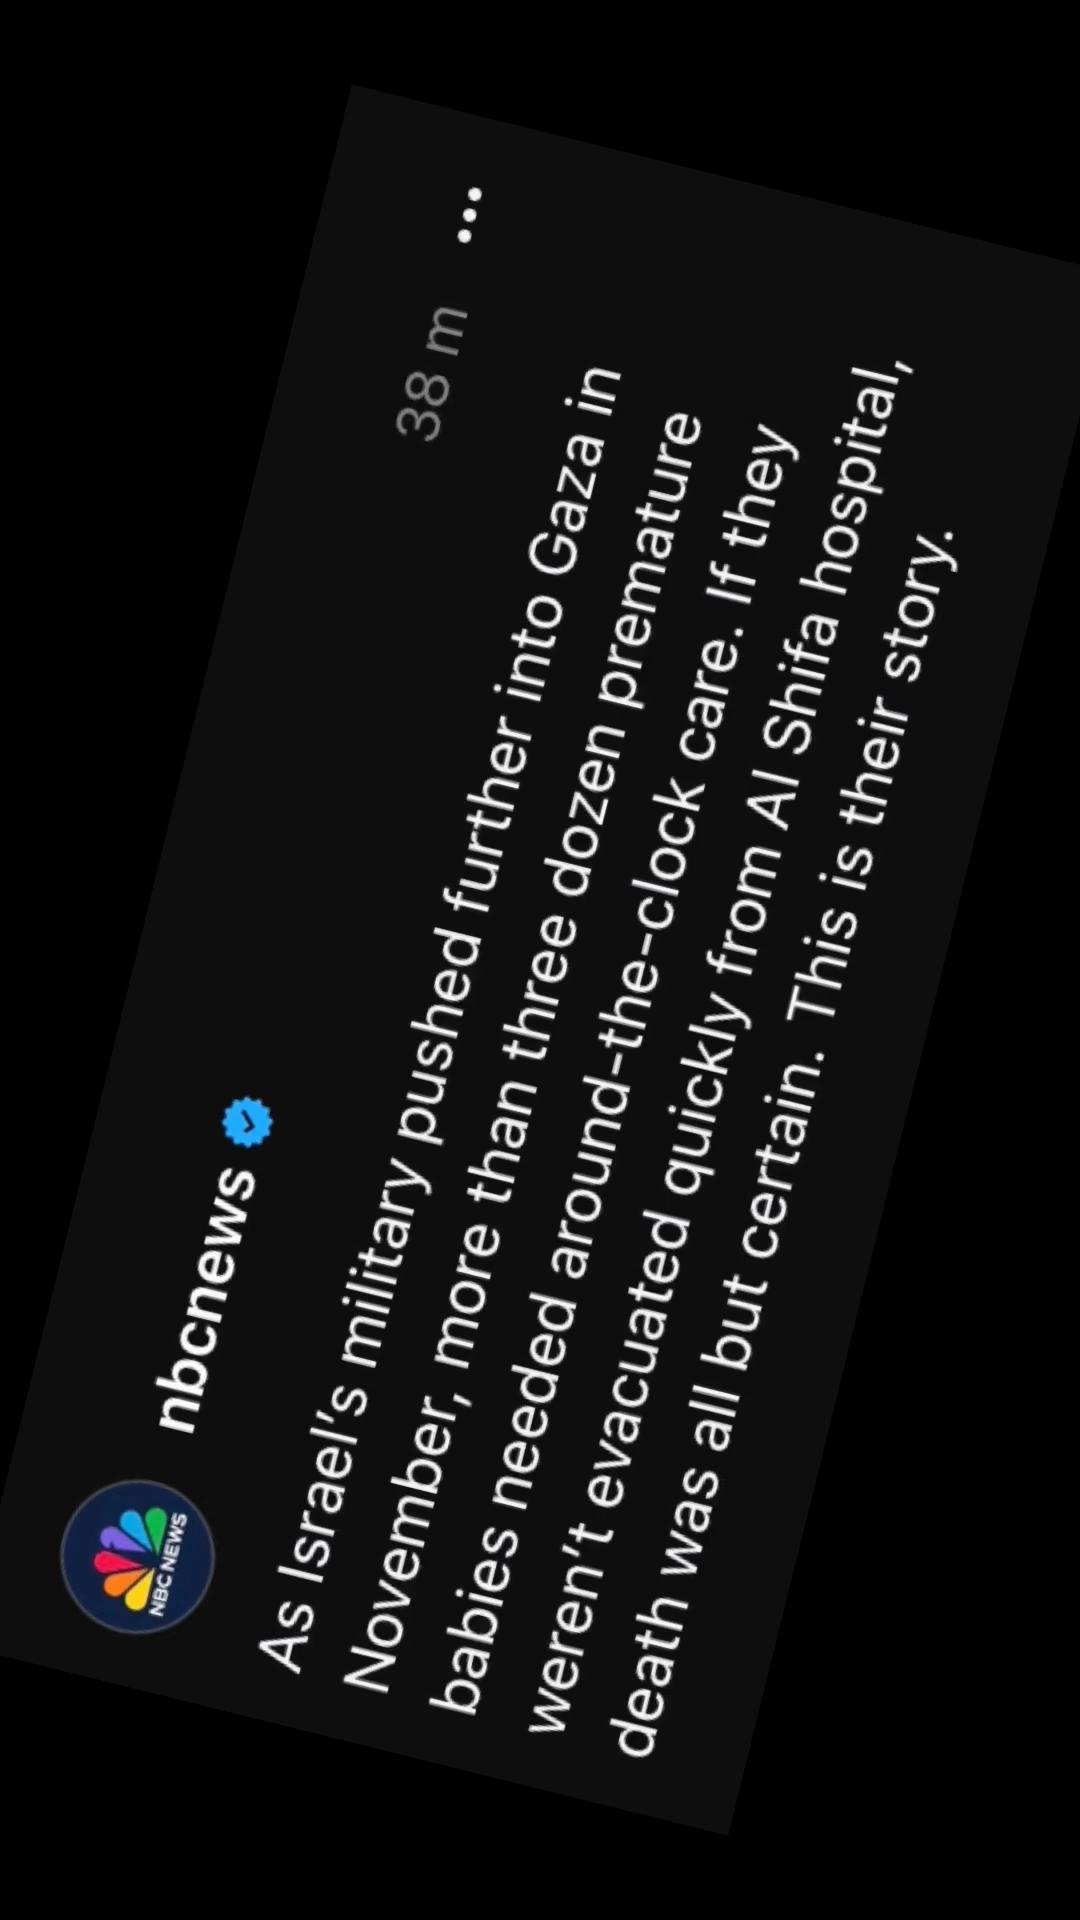 nbcnews
38 m
NBC NEWS
As Israel's military pushed further into Gaza in
November, more than three dozen premature
babies needed around-the-clock care. If they
weren't evacuated quickly from Al Shifa hospital,
death was all but certain. This is their story.